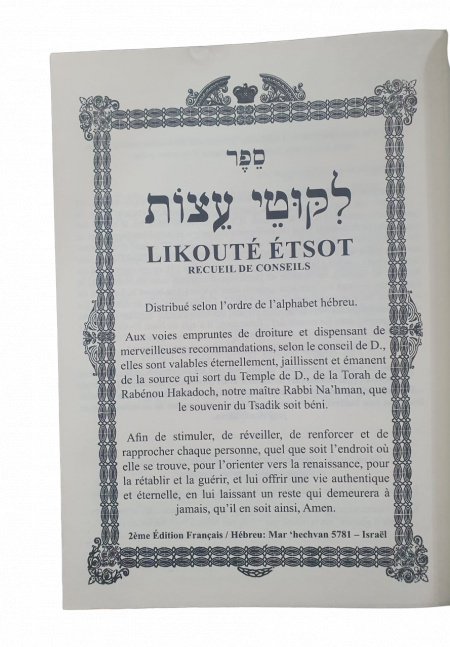 סֵפֶר
לִקּוּטֵי עֵצוֹת
LIKOUTÉ ÉTSOT
RECUEIL DE CONSEILS
Distribué selon l'ordre de l'alphabet hébreu.
Aux voies empruntes de droiture et dispensant de
merveilleuses recommandations, selon le conseil de D.,
elles sont valables éternellement, jaillissent et émanent
de la source qui sort du Temple de D., de la Torah de
Rabénou Hakadoch, notre maître Rabbi Na'hman, que
le souvenir du Tsadik soit béni.
Afin de stimuler, de réveiller, de renforcer et de
rapprocher chaque personne, quel que soit l'endroit où
elle se trouve, pour l'orienter vers la renaissance, pour
la rétablir et la guérir, et lui offrir une vie authentique
et éternelle, en lui laissant un reste qui demeurera à
jamais, qu'il en soit ainsi, Amen.
2ème Édition Français / Hébreu: Mar 'hechvan 5781 – Israël